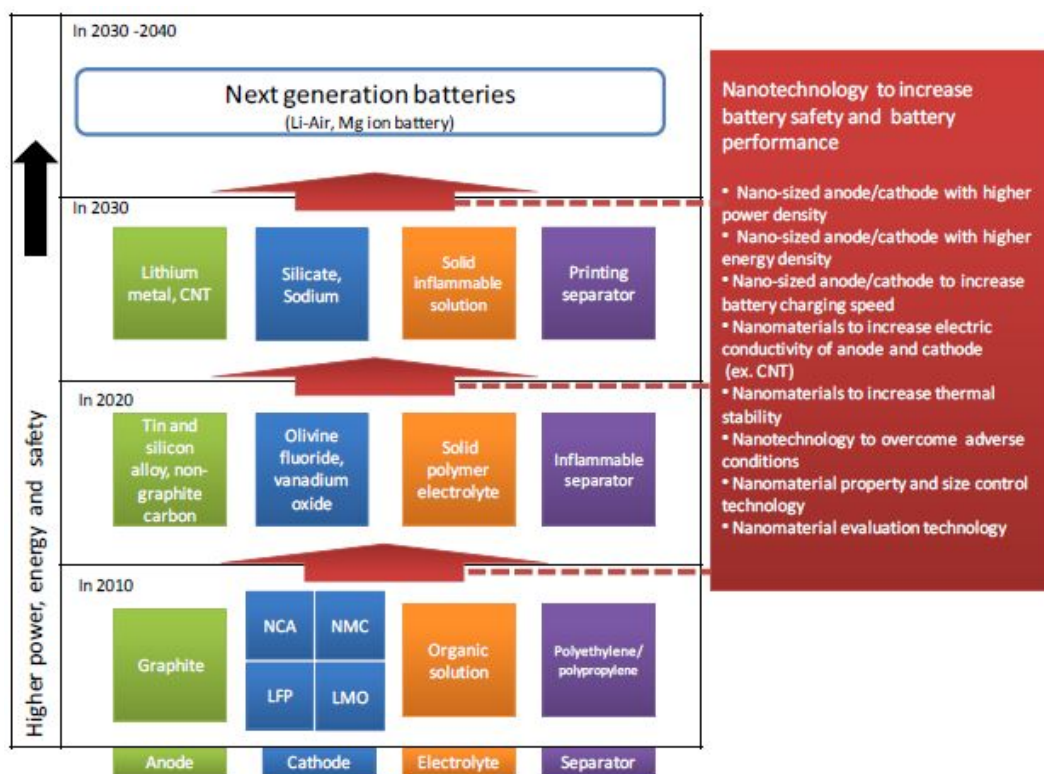 In 2030 -2040
Next generation batteries
(Li-Air, Mg ion battery)
In 2030
Lithium
metal, CNT
Silicate,
Sodium
Solid
inflammable
solution
Printing
separator
In 2020
Tin and
silicon
alloy, non-
graphite
carbon
Olivine
fluoride,
vanadium
oxide
Solid
polymer
electrolyte
Inflammable
separator
In 2010
Graphite
NCA
NMC
LFP
LMO
Organic
solution
Polyethylene/
polypropylene
Anode
Cathode
Electrolyte
Separator
Higher power, energy and safety
Nanotechnology to increase
battery safety and battery
performance
▪ Nano-sized anode/cathode with higher
power density
▪ Nano-sized anode/cathode with higher
energy density
▪ Nano-sized anode/cathode to increase
battery charging speed
▪ Nanomaterials to increase electric
conductivity of anode and cathode
(ex. CNT)
▪ Nanomaterials to increase thermal
stability
▪ Nanotechnology to overcome adverse
conditions
▪ Nanomaterial property and size control
technology
▪ Nanomaterial evaluation technology